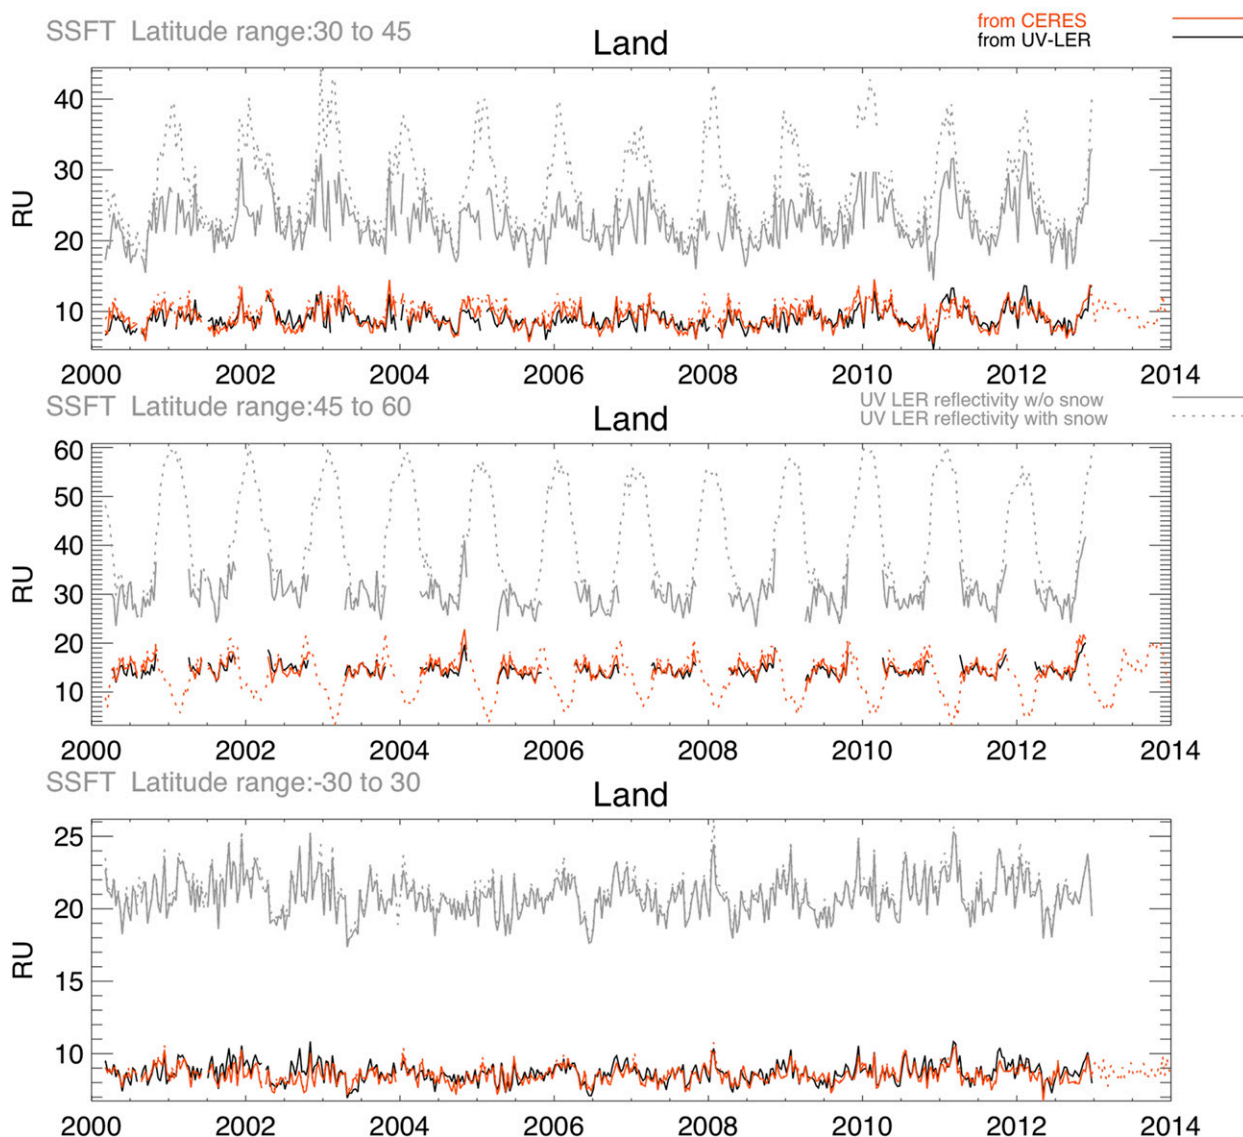 SSFT Latitude range:30 to 45
Land
from CERES
from UV-LER
40
30
20
10
RU
2000 2002 2004 2006 2008 2010 2012 2014
SSFT Latitude range:45 to 60
Land
UV LER reflectivity w/o snow
UV LER reflectivity with snow
60
50
40
30
20
10
RU
2000 2002 2004 2006 2008 2010 2012 2014
SSFT Latitude range:-30 to 30
Land
25
20
15
10
RU
2000 2002 2004 2006 2008 2010 2012 2014